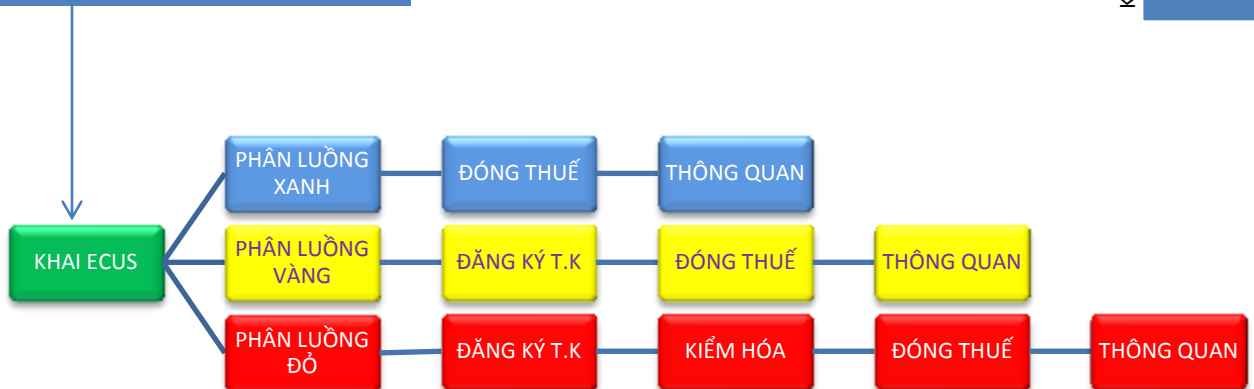 PHÂN LUỒNG
XANH
ĐÓNG THUẾ
THÔNG QUAN
KHAI ECUS
PHÂN LUỒNG
VÀNG
ĐĂNG KÝ T.K
ĐÓNG THUẾ
THÔNG QUAN
PHÂN LUỒNG
ĐỎ
ĐĂNG KÝ T.K
KIỂM HÓA
ĐÓNG THUẾ
THÔNG QUAN